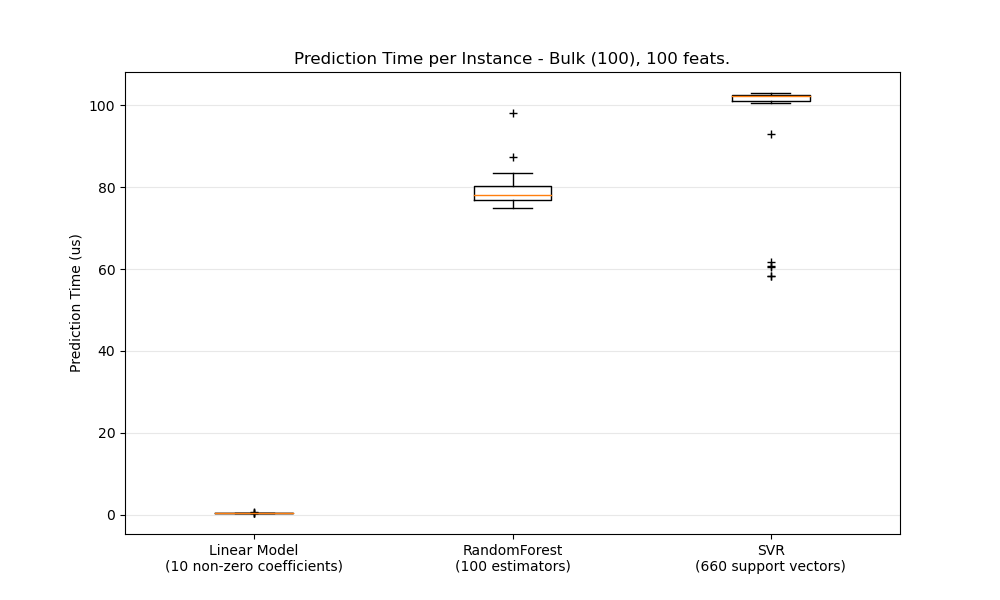 Prediction Time per Instance - Bulk (100), 100 feats.
Prediction Time (us)
100
80
60
40
20
0
Linear Model
(10 non-zero coefficients)
RandomForest
(100 estimators)
SVR
(660 support vectors)